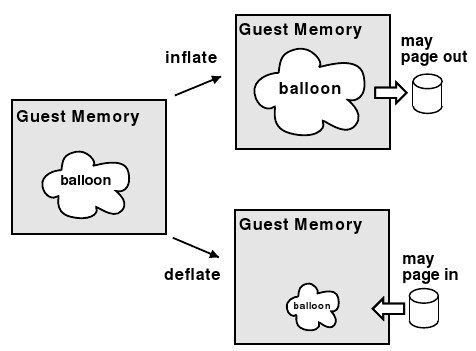 Guest Memory
balloon
inflate
Guest Memory
balloon
may
page out
deflate
Guest Memory
balloon
may
page in